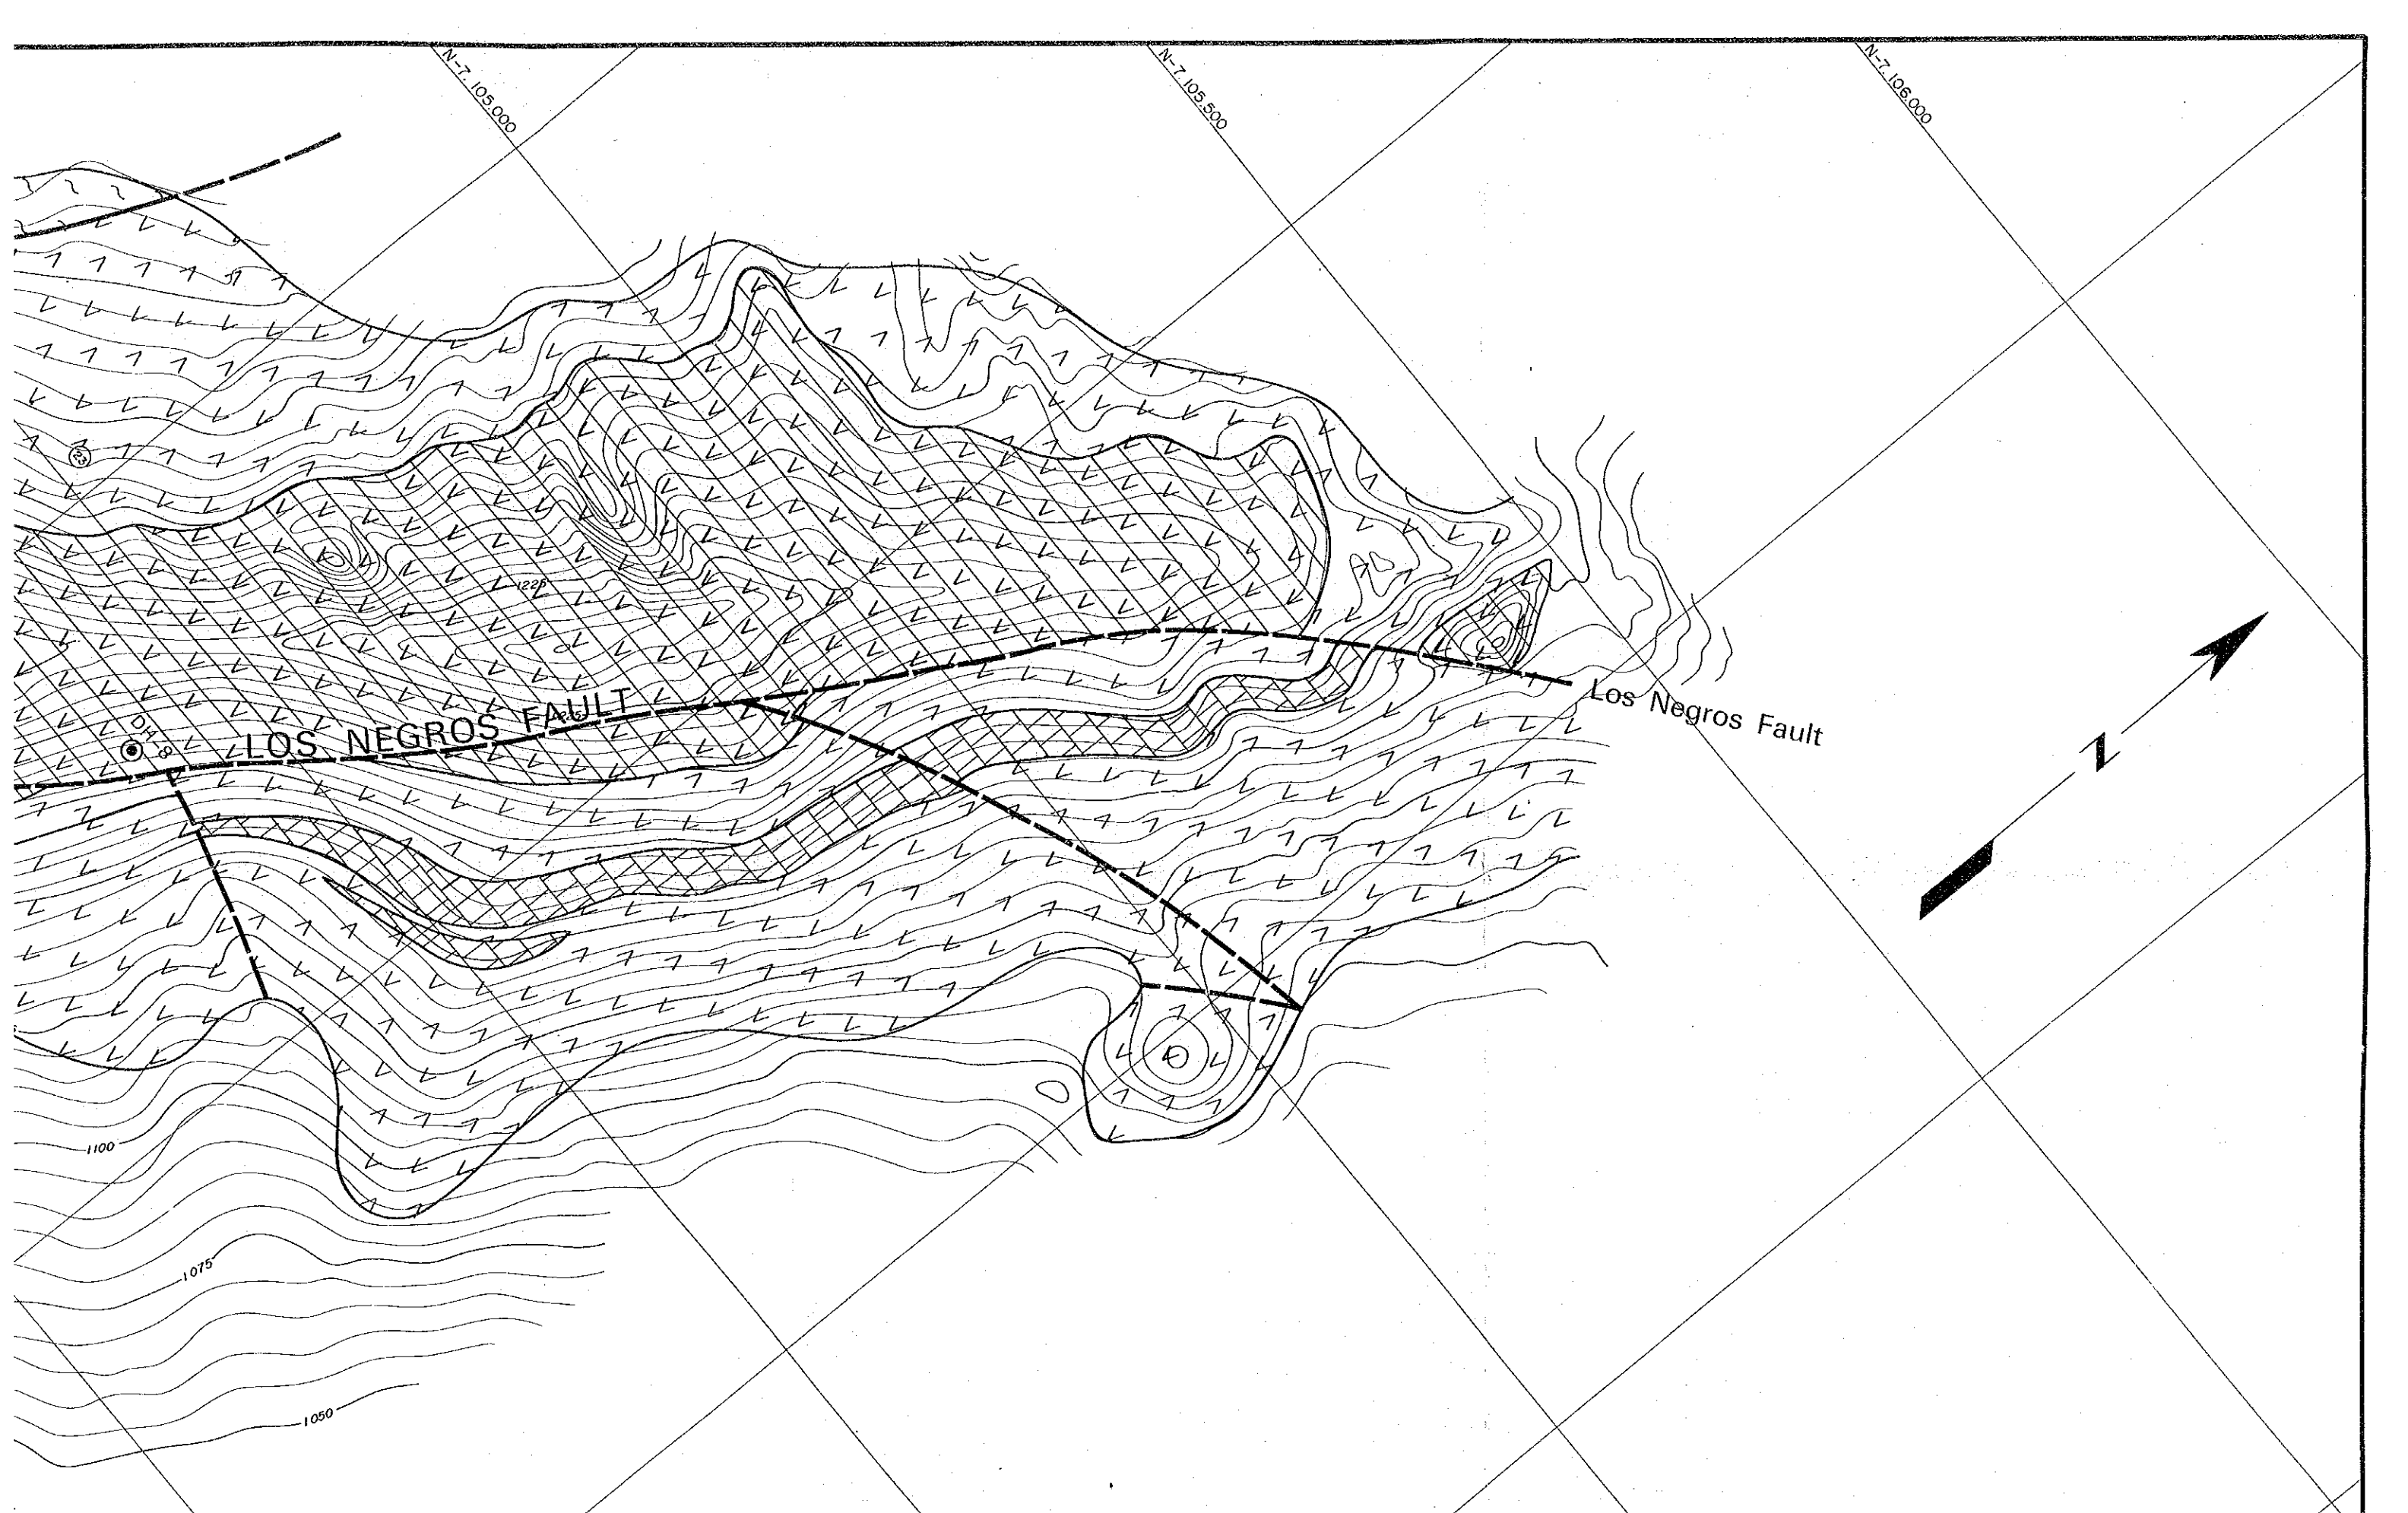 N-7,105.000
N-7,105.500
N-7,106.000
23
1225
DH-8
LOS NEGROS FAULT
Los Negros Fault
N
1100
1075
1050